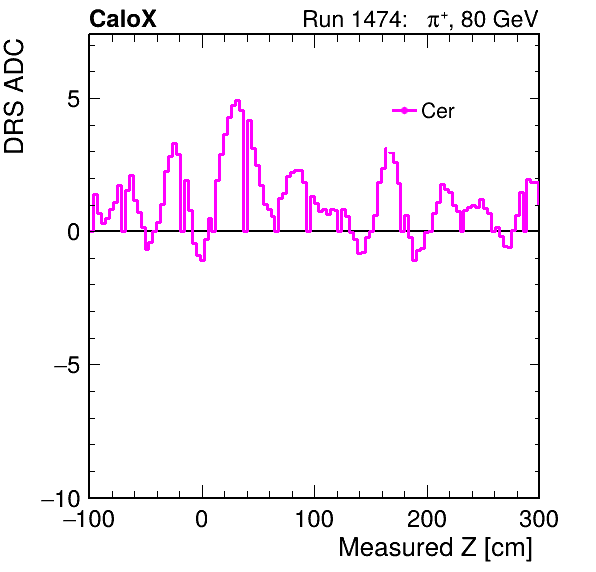 CaloX Run 1474: π⁺, 80 GeV
DRS ADC
Cer
5
0
−5
−10
−100 0 100 200 300
Measured Z [cm]